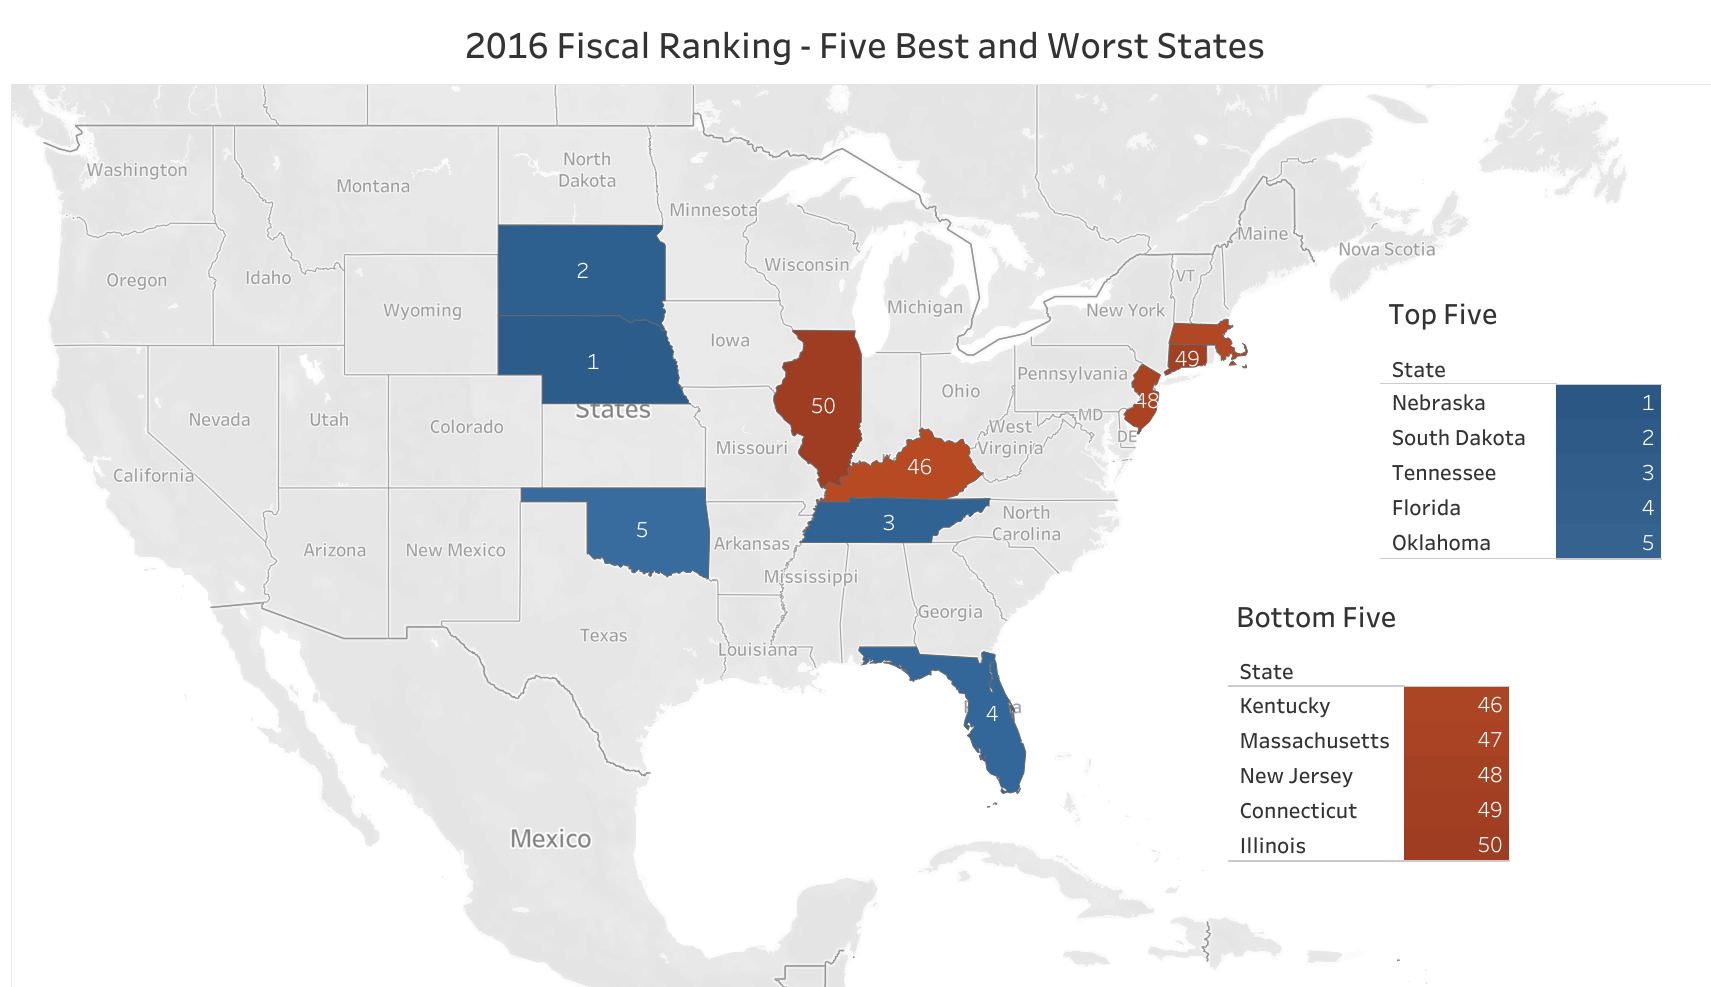 2016 Fiscal Ranking - Five Best and Worst States
Washington
Montana
North
Dakota
Minnesota
Maine
Nova Scotia
Oregon
Idaho
2
Wisconsin
VT
Wyoming
Michigan
New York
Iowa
1
49
Pennsylvania
Ohio
48
50
MD
Nevada
Utah
Colorado
States
West
Virginia
DE
Missouri
46
California
5
3
North
Carolina
Arizona
New Mexico
Arkansas
Mississippi
Georgia
Texas
Louisiana
4
Mexico
Top Five
State
Nebraska 1
South Dakota 2
Tennessee 3
Florida 4
Oklahoma 5
Bottom Five
State
Kentucky 46
Massachusetts 47
New Jersey 48
Connecticut 49
Illinois 50